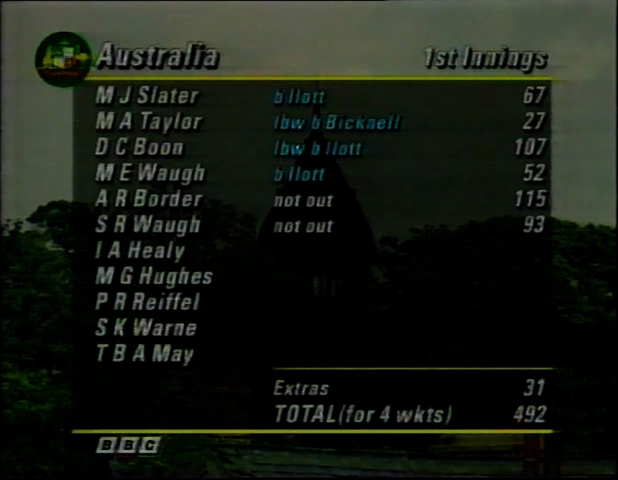 Australia 1st Innings
M J Slater b Ilott 67
M A Taylor lbw b Bicknell 27
D C Boon lbw b Ilott 107
M E Waugh b Ilott 52
A R Border not out 115
S R Waugh not out 93
I A Healy
M G Hughes
P R Reiffel
S K Warne
T B A May
Extras 31
TOTAL (for 4 wkts) 492
BBC